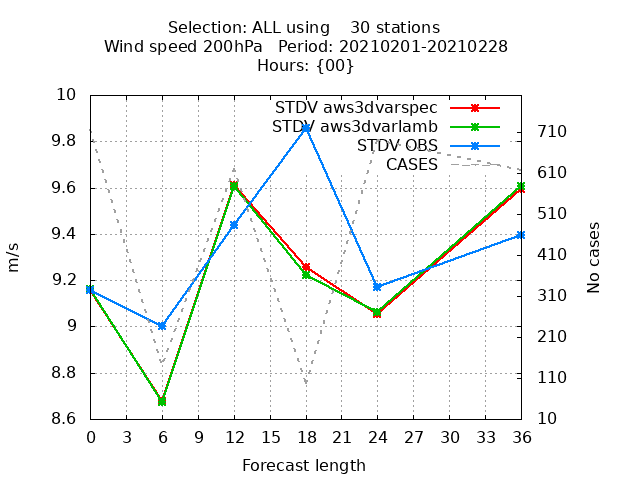 Selection: ALL using    30 stations
Wind speed 200hPa   Period: 20210201-20210228
Hours: {00}
STDV aws3dvarspec
STDV aws3dvarlamb
STDV OBS
CASES
10
9.8
9.6
9.4
9.2
9
8.8
8.6
m/s
710
610
510
410
310
210
110
10
No cases
0 3 6 9 12 15 18 21 24 27 30 33 36
Forecast length